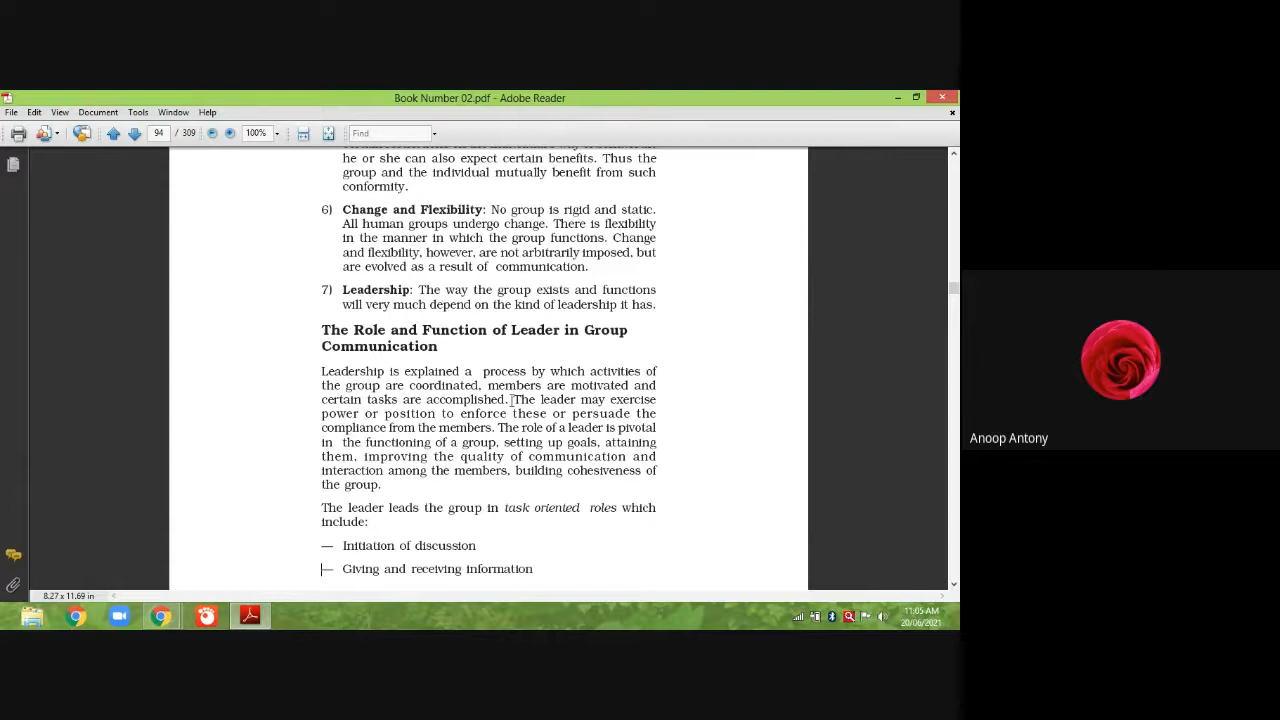 Book Number 02.pdf - Adobe Reader
File Edit View Document Tools Window Help
94 / 309 100% Find
he or she can also expect certain benefits. Thus the
group and the individual mutually benefit from such
conformity.
6) Change and Flexibility: No group is rigid and static.
All human groups undergo change. There is flexibility
in the manner in which the group functions. Change
and flexibility, however, are not arbitrarily imposed, but
are evolved as a result of communication.
7) Leadership: The way the group exists and functions
will very much depend on the kind of leadership it has.
The Role and Function of Leader in Group
Communication
Leadership is explained a process by which activities of
the group are coordinated, members are motivated and
certain tasks are accomplished. The leader may exercise
power or position to enforce these or persuade the
compliance from the members. The role of a leader is pivotal
in the functioning of a group, setting up goals, attaining
them, improving the quality of communication and
interaction among the members, building cohesiveness of
the group.
The leader leads the group in task oriented roles which
include:
— Initiation of discussion
— Giving and receiving information
8.27 x 11.69 in
11:05 AM
20/06/2021
Anoop Antony